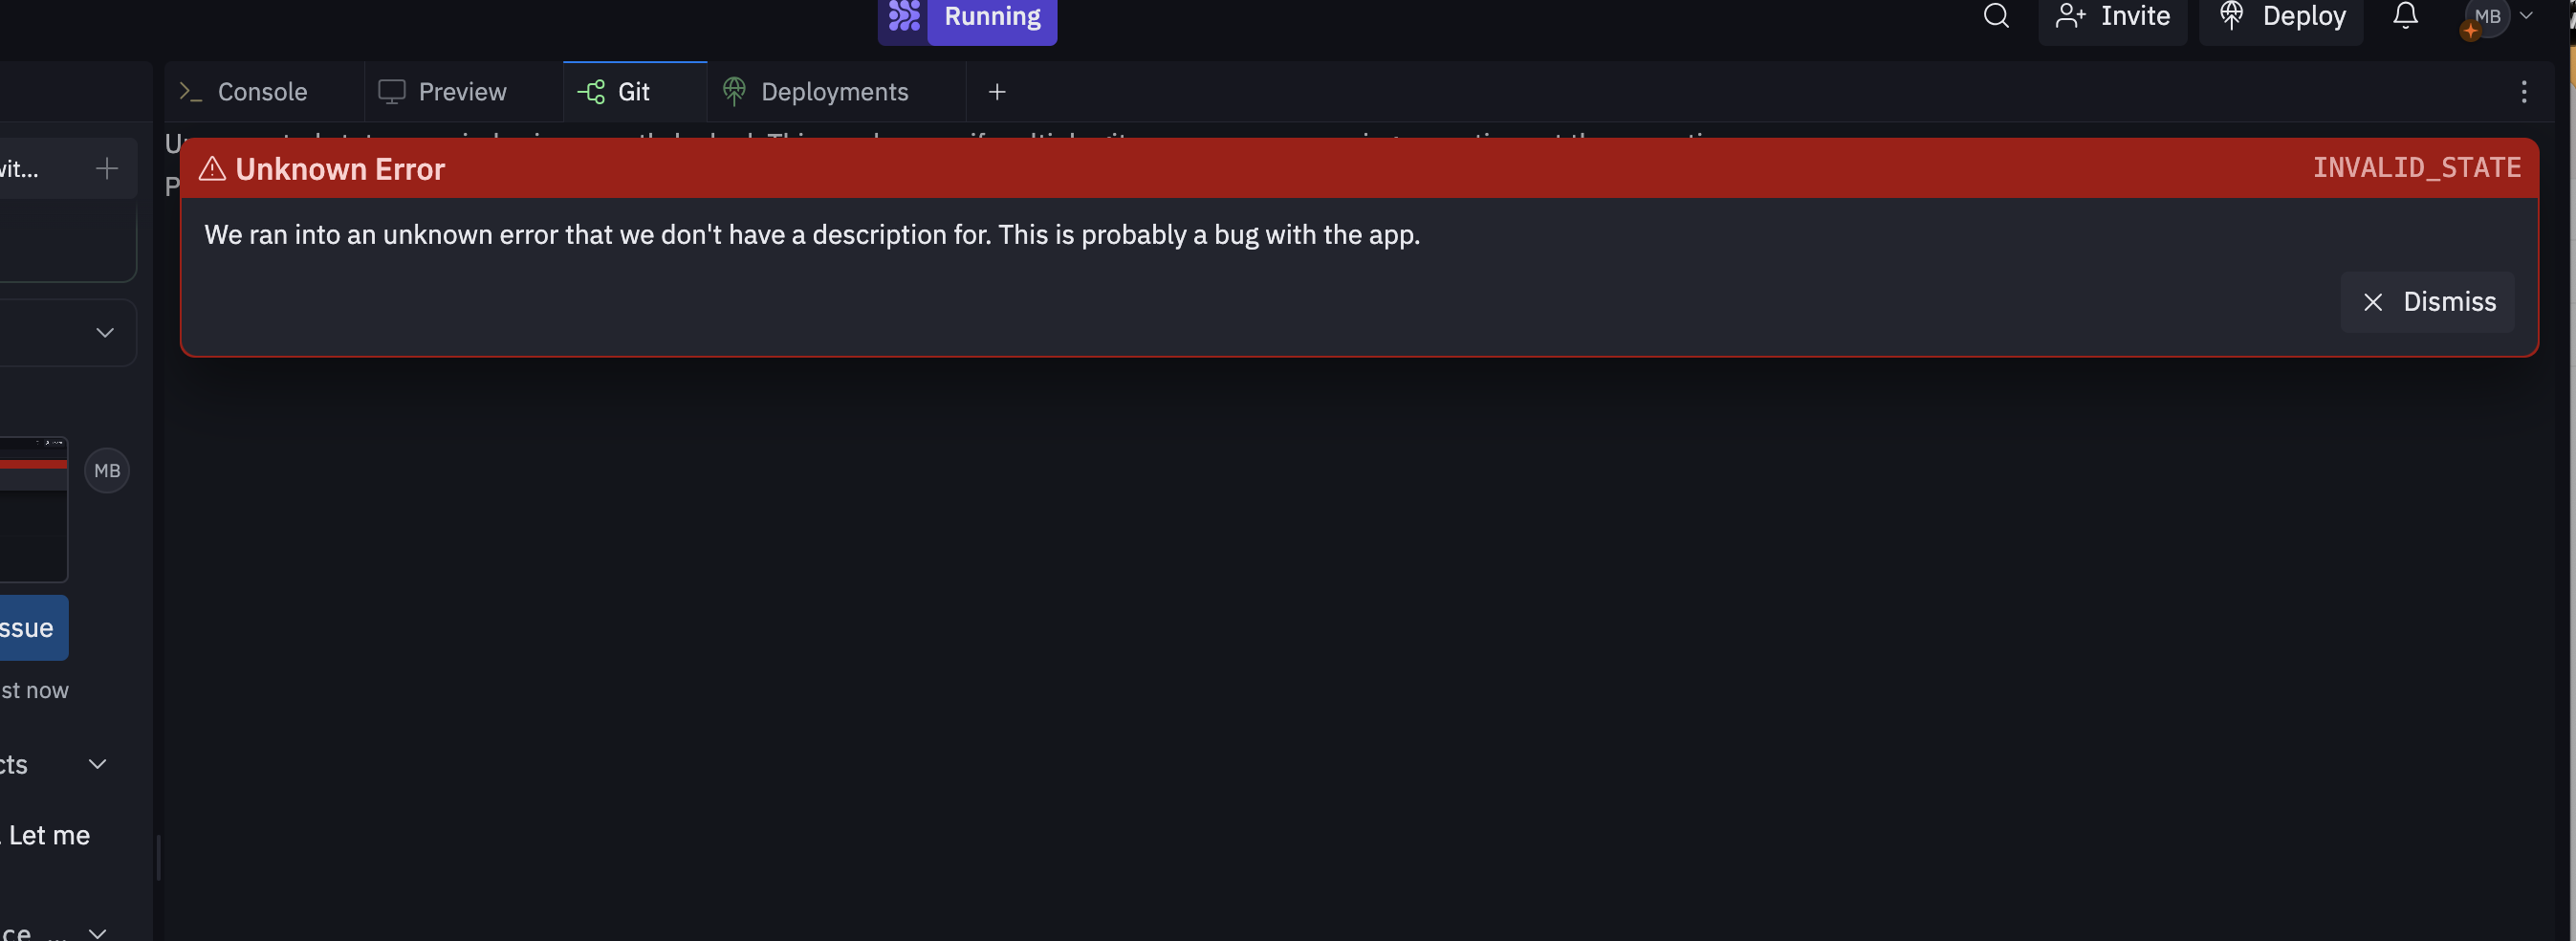 Running
Invite
Deploy
MB
Console
Preview
Git
Deployments
Unknown Error
INVALID_STATE
We ran into an unknown error that we don't have a description for. This is probably a bug with the app.
Dismiss
vit...
MB
ssue
st now
cts
Let me
ce ...